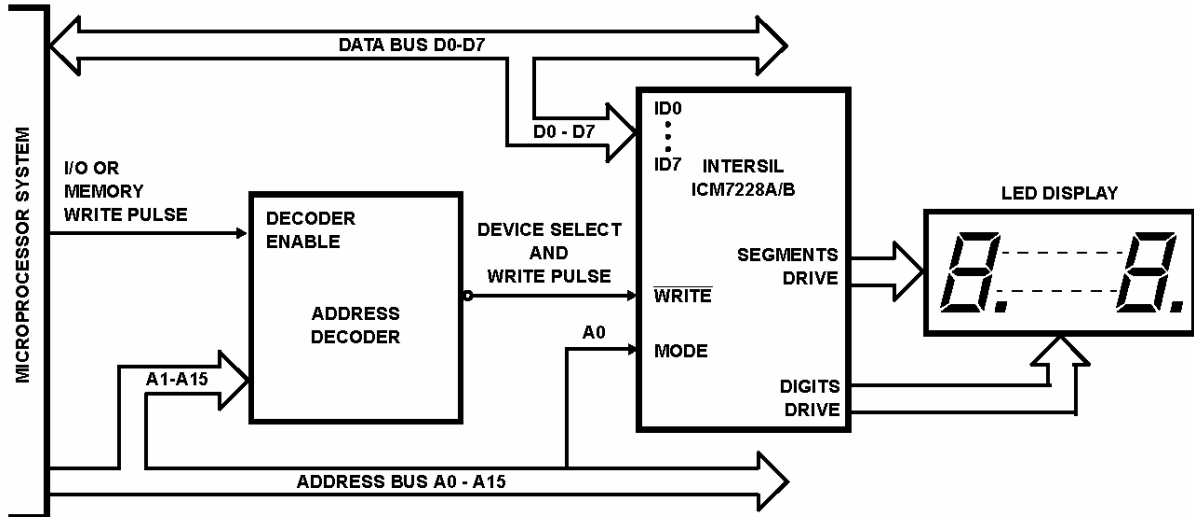 DATA BUS D0-D7
D0 - D7
ID0
ID7
INTERSIL
ICM7228A/B
MICROPROCESSOR SYSTEM
I/O OR
MEMORY
WRITE PULSE
DECODER
ENABLE
ADDRESS
DECODER
DEVICE SELECT
AND
WRITE PULSE
WRITE
A0
MODE
SEGMENTS
DRIVE
DIGITS
DRIVE
LED DISPLAY
8. 8.
A1-A15
ADDRESS BUS A0 - A15